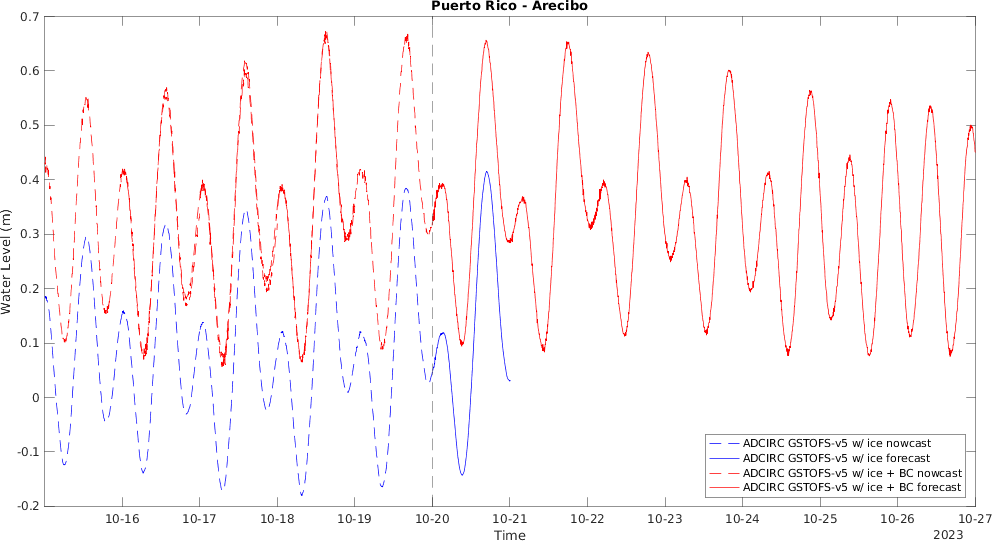 Puerto Rico - Arecibo
0.7
0.6
0.5
0.4
0.3
0.2
0.1
0
-0.1
-0.2
Water Level (m)
ADCIRC GSTOFS-v5 w/ ice nowcast
ADCIRC GSTOFS-v5 w/ ice forecast
ADCIRC GSTOFS-v5 w/ ice + BC nowcast
ADCIRC GSTOFS-v5 w/ ice + BC forecast
10-16 10-17 10-18 10-19 10-20 10-21 10-22 10-23 10-24 10-25 10-26 10-27
Time
2023